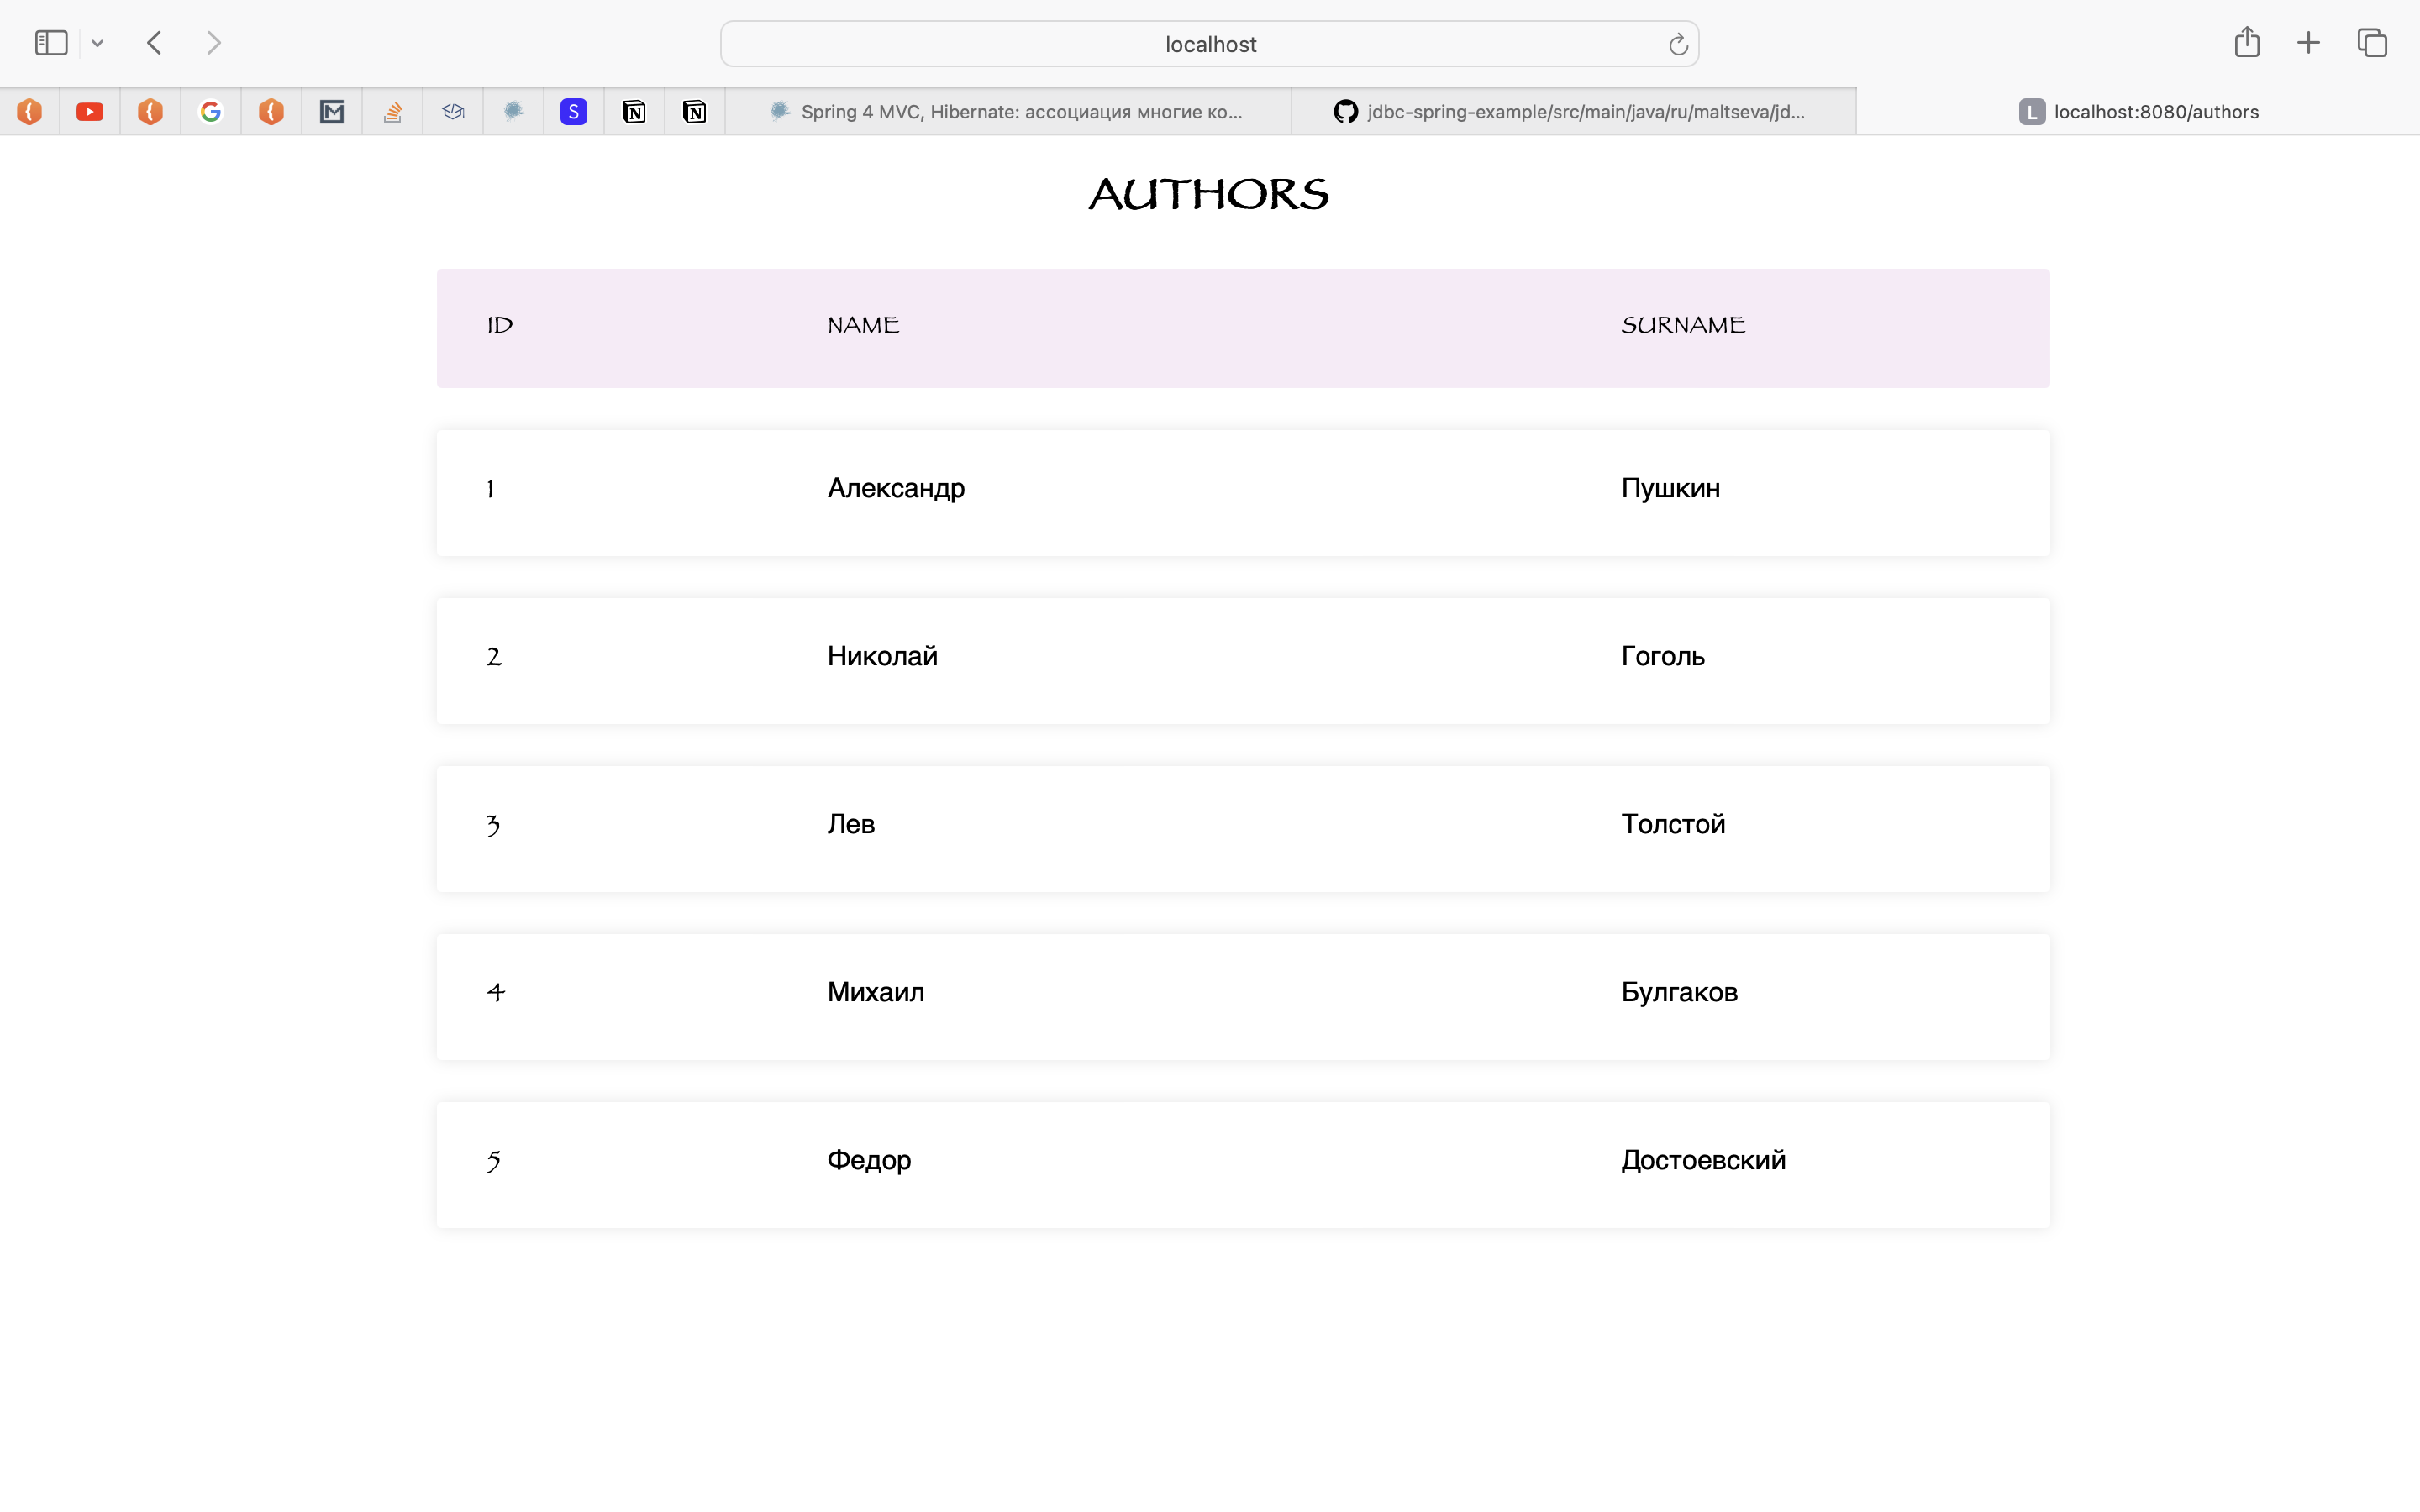 localhost
S
Spring 4 MVC, Hibernate: ассоциация многие ко...
jdbc-spring-example/src/main/java/ru/maltseva/jd...
L localhost:8080/authors
AUTHORS
ID NAME SURNAME
1 Александр Пушкин
2 Николай Гоголь
3 Лев Толстой
4 Михаил Булгаков
5 Федор Достоевский